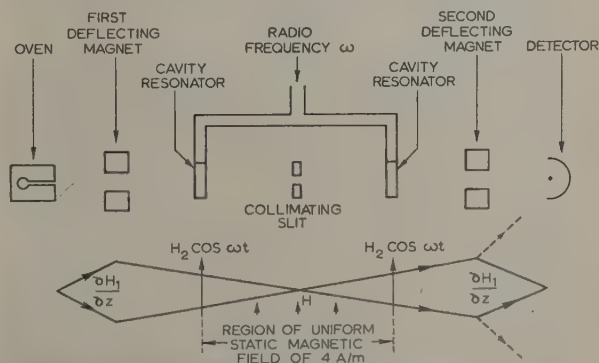 OVEN
FIRST
DEFLECTING
MAGNET
CAVITY
RESONATOR
RADIO
FREQUENCY ω
CAVITY
RESONATOR
SECOND
DEFLECTING
MAGNET
DETECTOR
COLLIMATING
SLIT
H₂ COS ωt
H₂ COS ωt
∂H₁
∂z
H
∂H₁
∂z
REGION OF UNIFORM
STATIC MAGNETIC
FIELD OF 4 A/m